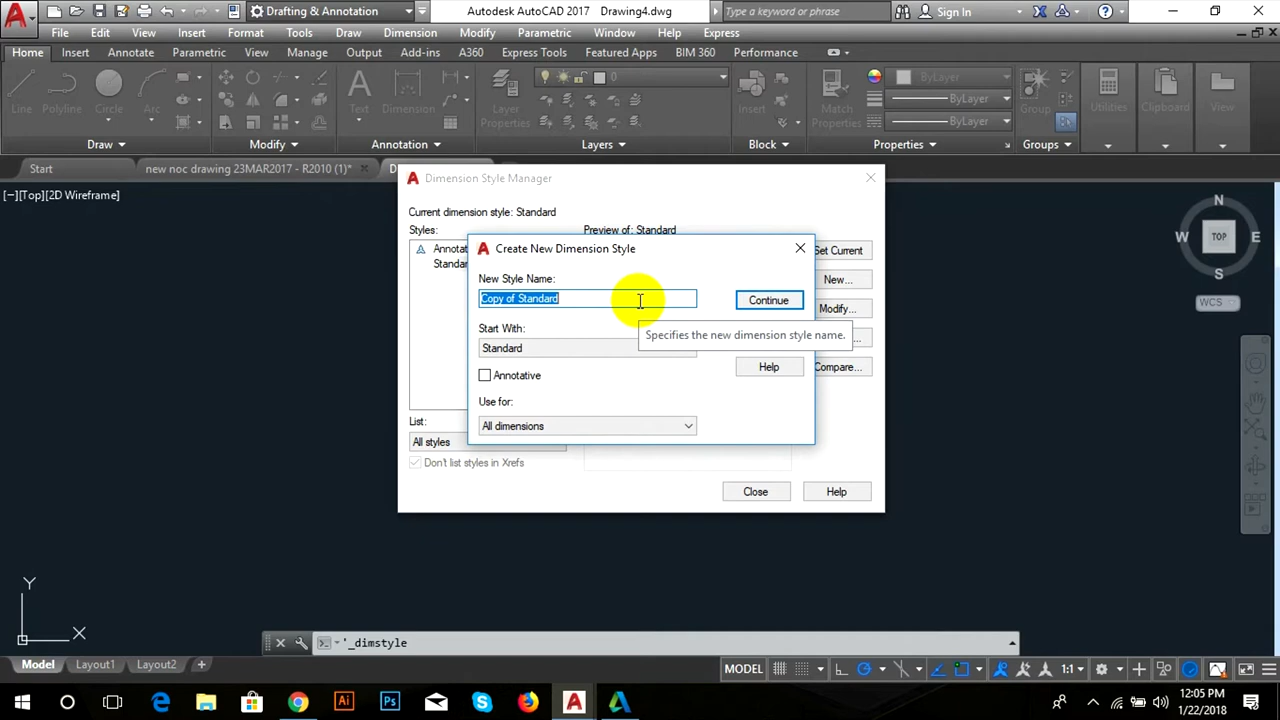 Drafting & Annotation
Autodesk AutoCAD 2017 Drawing4.dwg
Type a keyword or phrase
Sign In
File Edit View Insert Format Tools Draw Dimension Modify Parametric Window Help Express
Home Insert Annotate Parametric View Manage Output Add-ins A360 Express Tools Featured Apps BIM 360 Performance
0
ByLayer
ByLayer
ByLayer
Line Polyline Circle Arc
Text Dimension
Layer
Properties
Insert
Match
Properties
Group
Utilities
Clipboard
View
Draw
Modify
Annotation
Layers
Block
Properties
Groups
Start
new noc drawing 23MAR2017 - R2010 (1)*
D
[−][Top][2D Wireframe]
N
W TOP E
S
WCS
Dimension Style Manager
Current dimension style: Standard
Styles:
Preview of: Standard
Annotat
Standar
Set Current
New...
Modify...
...
Compare...
List:
All styles
Don't list styles in Xrefs
Close
Help
Create New Dimension Style
New Style Name:
Copy of Standard
Continue
Specifies the new dimension style name.
Start With:
Standard
Help
Annotative
Use for:
All dimensions
Y
X
'_dimstyle
Model Layout1 Layout2 +
MODEL
1:1
12:05 PM
1/22/2018